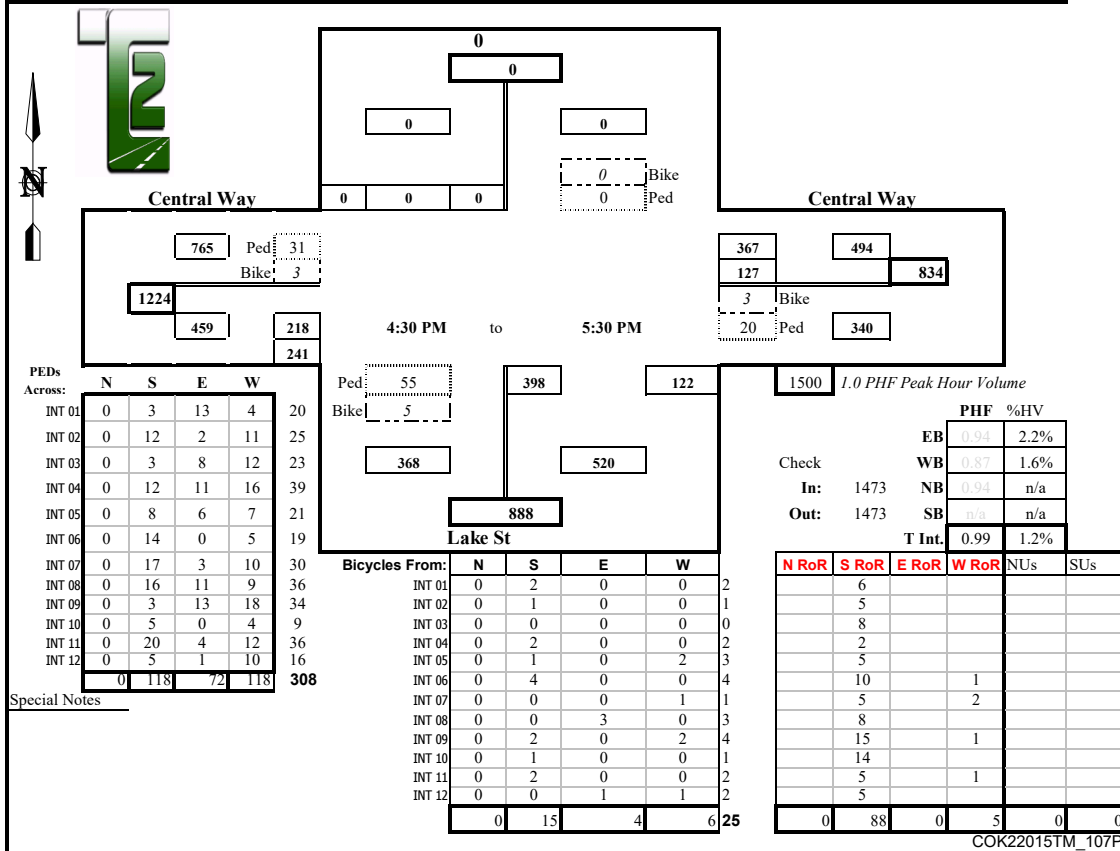 T2
N
0
0
0 0
0 Bike
0 Ped
Central Way
0 0 0
Central Way
765 Ped 31
Bike 3
367 494
127 834
1224
3 Bike
459 218
4:30 PM to 5:30 PM
20 Ped 340
241
Ped 55
Bike 5
398 122
1500 1.0 PHF Peak Hour Volume
368 520
888
Lake St
PEDs
Across: N S E W
INT 01 0 3 13 4 20
INT 02 0 12 2 11 25
INT 03 0 3 8 12 23
INT 04 0 12 11 16 39
INT 05 0 8 6 7 21
INT 06 0 14 0 5 19
INT 07 0 17 3 10 30
INT 08 0 16 11 9 36
INT 09 0 3 13 18 34
INT 10 0 5 0 4 9
INT 11 0 20 4 12 36
INT 12 0 5 1 10 16
0 118 72 118 308
Special Notes
PHF %HV
EB 0.94 2.2%
Check WB 0.87 1.6%
In: 1473 NB 0.94 n/a
Out: 1473 SB n/a n/a
T Int. 0.99 1.2%
Bicycles From: N S E W
INT 01 0 2 0 0 2
INT 02 0 1 0 0 1
INT 03 0 0 0 0 0
INT 04 0 2 0 0 2
INT 05 0 1 0 2 3
INT 06 0 4 0 0 4
INT 07 0 0 0 1 1
INT 08 0 0 3 0 3
INT 09 0 2 0 2 4
INT 10 0 1 0 0 1
INT 11 0 2 0 0 2
INT 12 0 0 1 1 2
0 15 4 6 25
N RoR S RoR E RoR W RoR NUs SUs
6
5
8
2
5
10 1
5 2
8
15 1
14
5 1
5
0 88 0 5 0 0
COK22015TM_107P